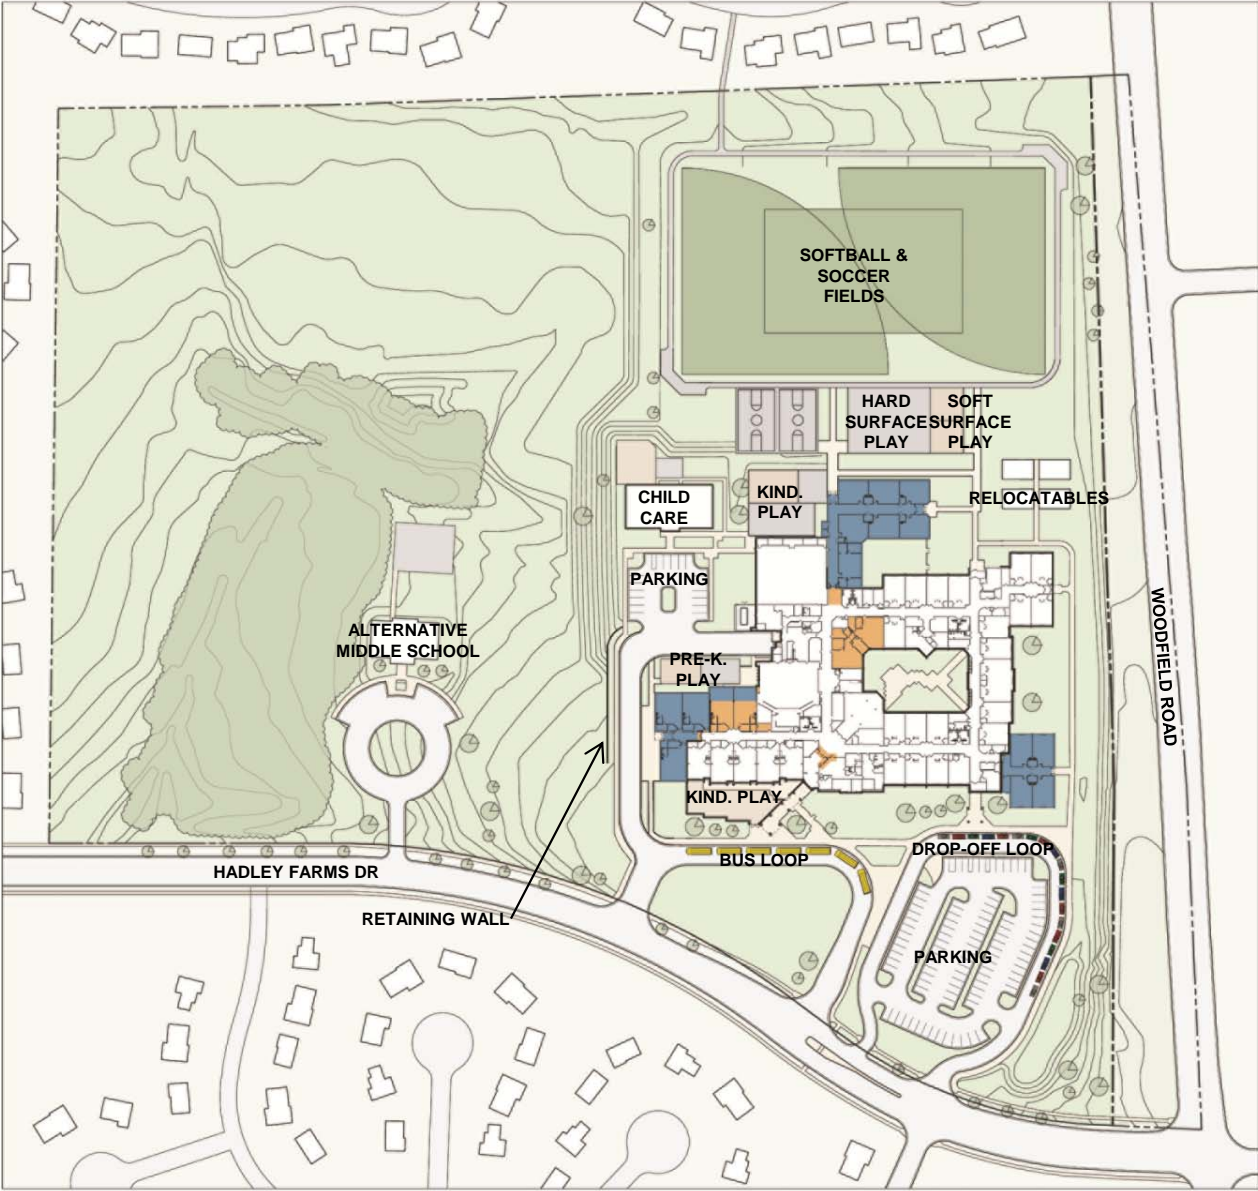 SOFTBALL &
SOCCER
FIELDS
HARD
SURFACE
PLAY
SOFT
SURFACE
PLAY
CHILD
CARE
KIND.
PLAY
RELOCATABLES
PARKING
WOODFIELD ROAD
ALTERNATIVE
MIDDLE SCHOOL
PRE-K.
PLAY
KIND. PLAY
BUS LOOP
DROP-OFF LOOP
HADLEY FARMS DR
RETAINING WALL
PARKING